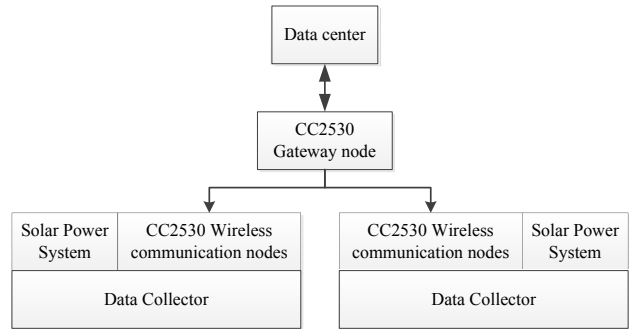 Data center
CC2530
Gateway node
Solar Power
System
CC2530 Wireless
communication nodes
Data Collector
CC2530 Wireless
communication nodes
Solar Power
System
Data Collector